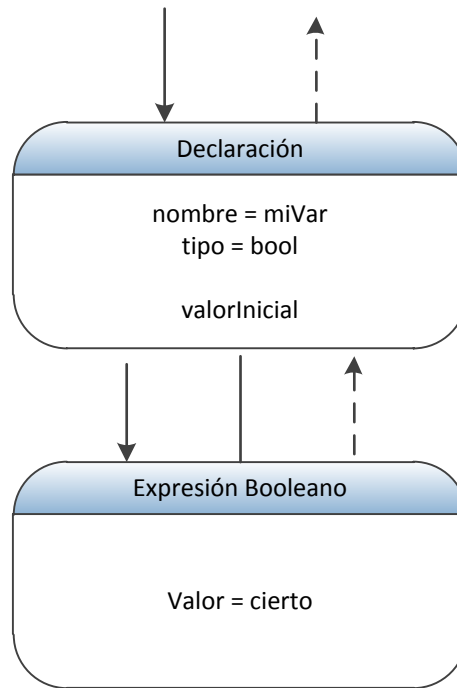 Declaración
nombre = miVar
tipo = bool
valorInicial
Expresión Booleano
Valor = cierto